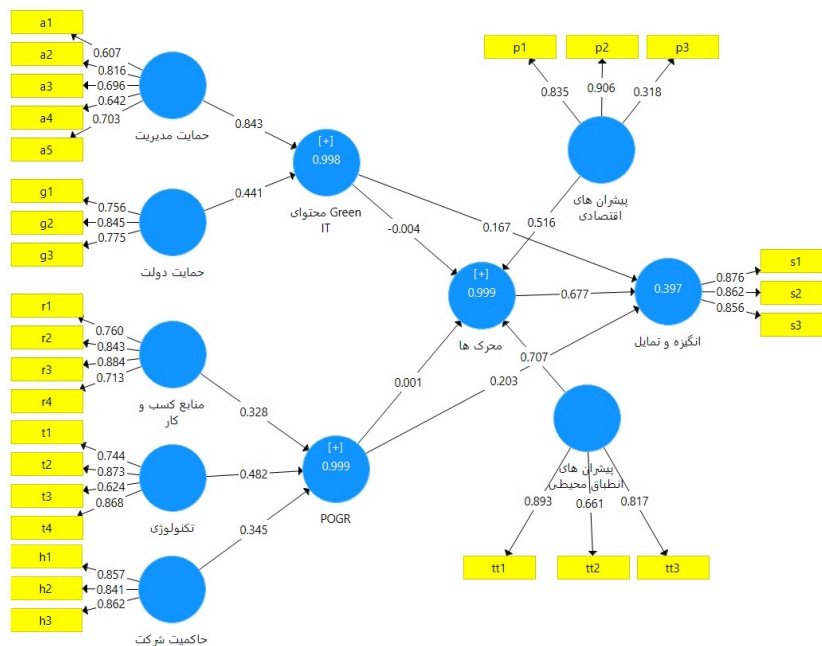 a1
a2
a3
a4
a5
0.607
0.816
0.696
0.642
0.703
حمایت مدیریت
0.843
g1
g2
g3
0.756
0.845
0.775
حمایت دولت
0.441
[+]
0.998
محتوای Green
IT
p1
p2
p3
0.835
0.906
0.318
پیشران های
اقتصادی
0.516
-0.004
0.167
[+]
0.999
محرک ها
0.677
0.397
انگیزه و تمایل
0.876
0.862
0.856
s1
s2
s3
r1
r2
r3
r4
0.760
0.843
0.884
0.713
منابع کسب و
کار
0.328
t1
t2
t3
t4
0.744
0.873
0.624
0.868
تکنولوژی
0.482
h1
h2
h3
0.857
0.841
0.862
حاکمیت شرکت
0.345
[+]
0.999
POGR
0.001
0.203
0.707
پیشران های
انطباق محیطی
0.893
0.661
0.817
tt1
tt2
tt3